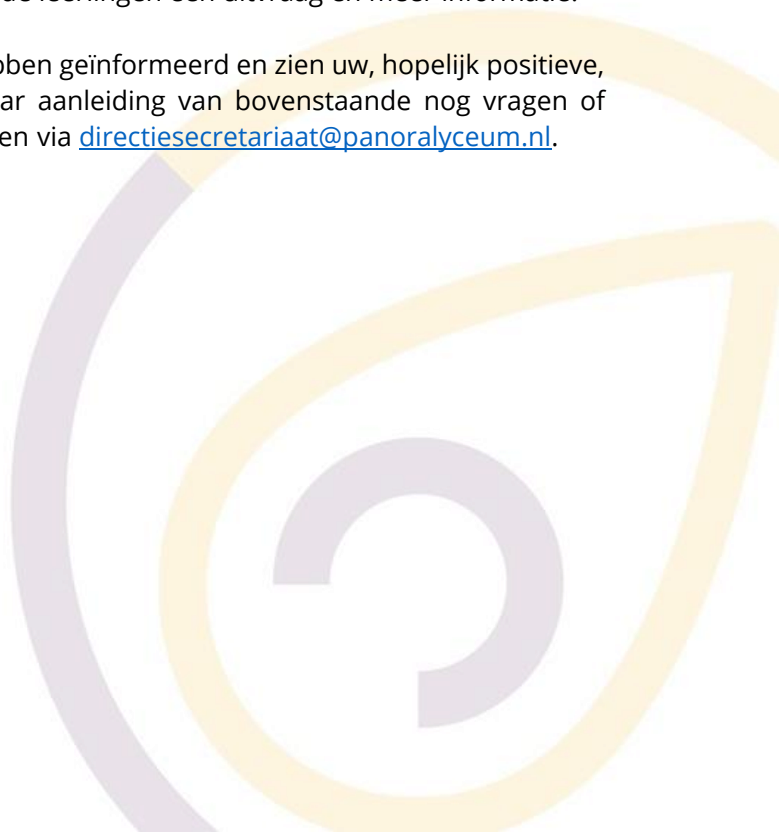 leerlingen een uitvraag en meer informatie.
bben geïnformeerd en zien uw, hopelijk positieve,
ar aanleiding van bovenstaande nog vragen of
en via directiesecretariaat@panoralyceum.nl.